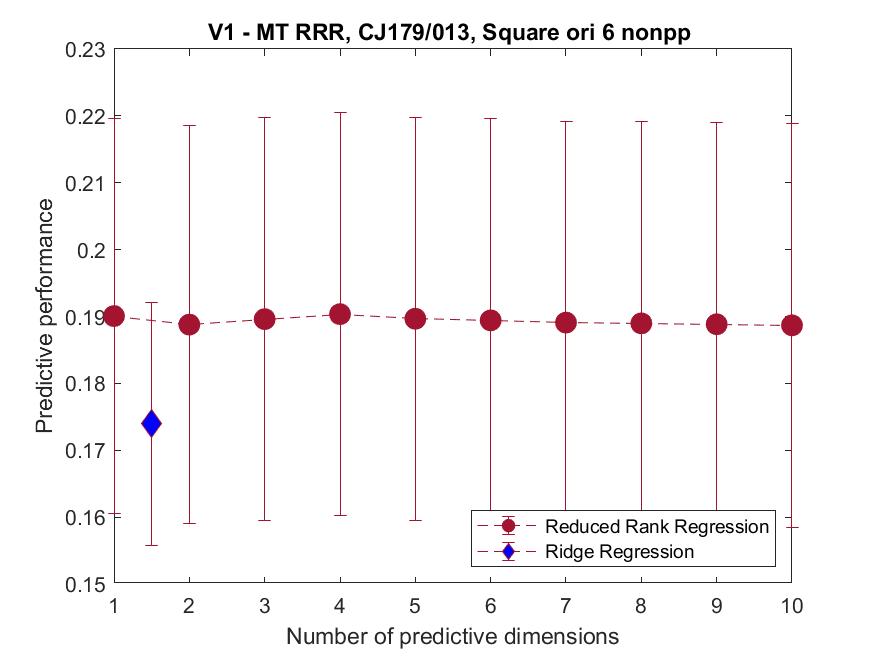 V1 - MT RRR, CJ179/013, Square ori 6 nonpp
0.23
0.22
0.21
0.2
0.19
0.18
0.17
0.16
0.15
Predictive performance
Reduced Rank Regression
Ridge Regression
1 2 3 4 5 6 7 8 9 10
Number of predictive dimensions